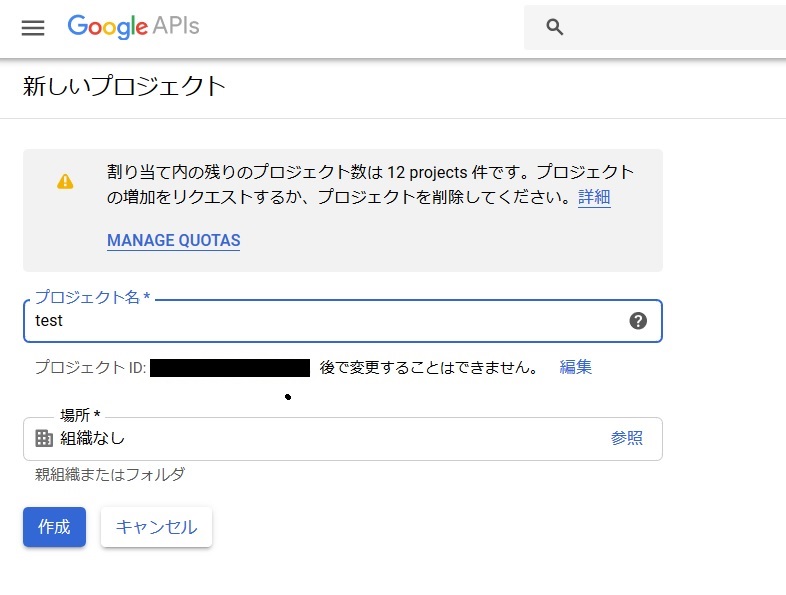 Google APIs
新しいプロジェクト
割り当て内の残りのプロジェクト数は 12 projects 件です。プロジェクト
の増加をリクエストするか、プロジェクトを削除してください。詳細
MANAGE QUOTAS
プロジェクト名 *
test
プロジェクト ID: 後で変更することはできません。 編集
場所 *
組織なし 参照
親組織またはフォルダ
作成 キャンセル